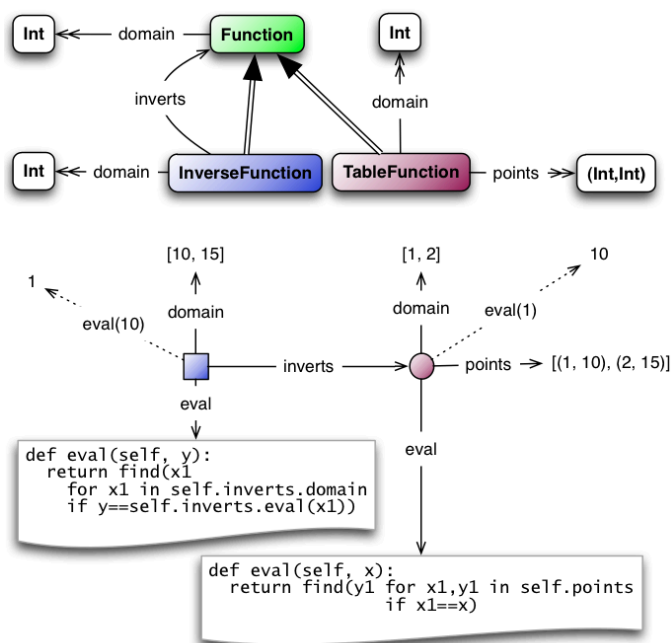 Int
domain
Function
Int
inverts
domain
Int
domain
InverseFunction
TableFunction
points
(Int,Int)
[10, 15]
[1, 2]
10
1
domain
domain
eval(1)
eval(10)
inverts
points
[(1, 10), (2, 15)]
eval
eval
def eval(self, y):
return find(x1
for x1 in self.inverts.domain
if y==self.inverts.eval(x1))
def eval(self, x):
return find(y1 for x1,y1 in self.points
if x1==x)